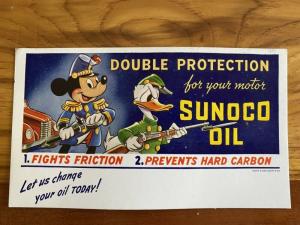 DOUBLE PROTECTION
for your motor
SUNOCO
OIL
1. FIGHTS FRICTION 2. PREVENTS HARD CARBON
Let us change
your oil TODAY!